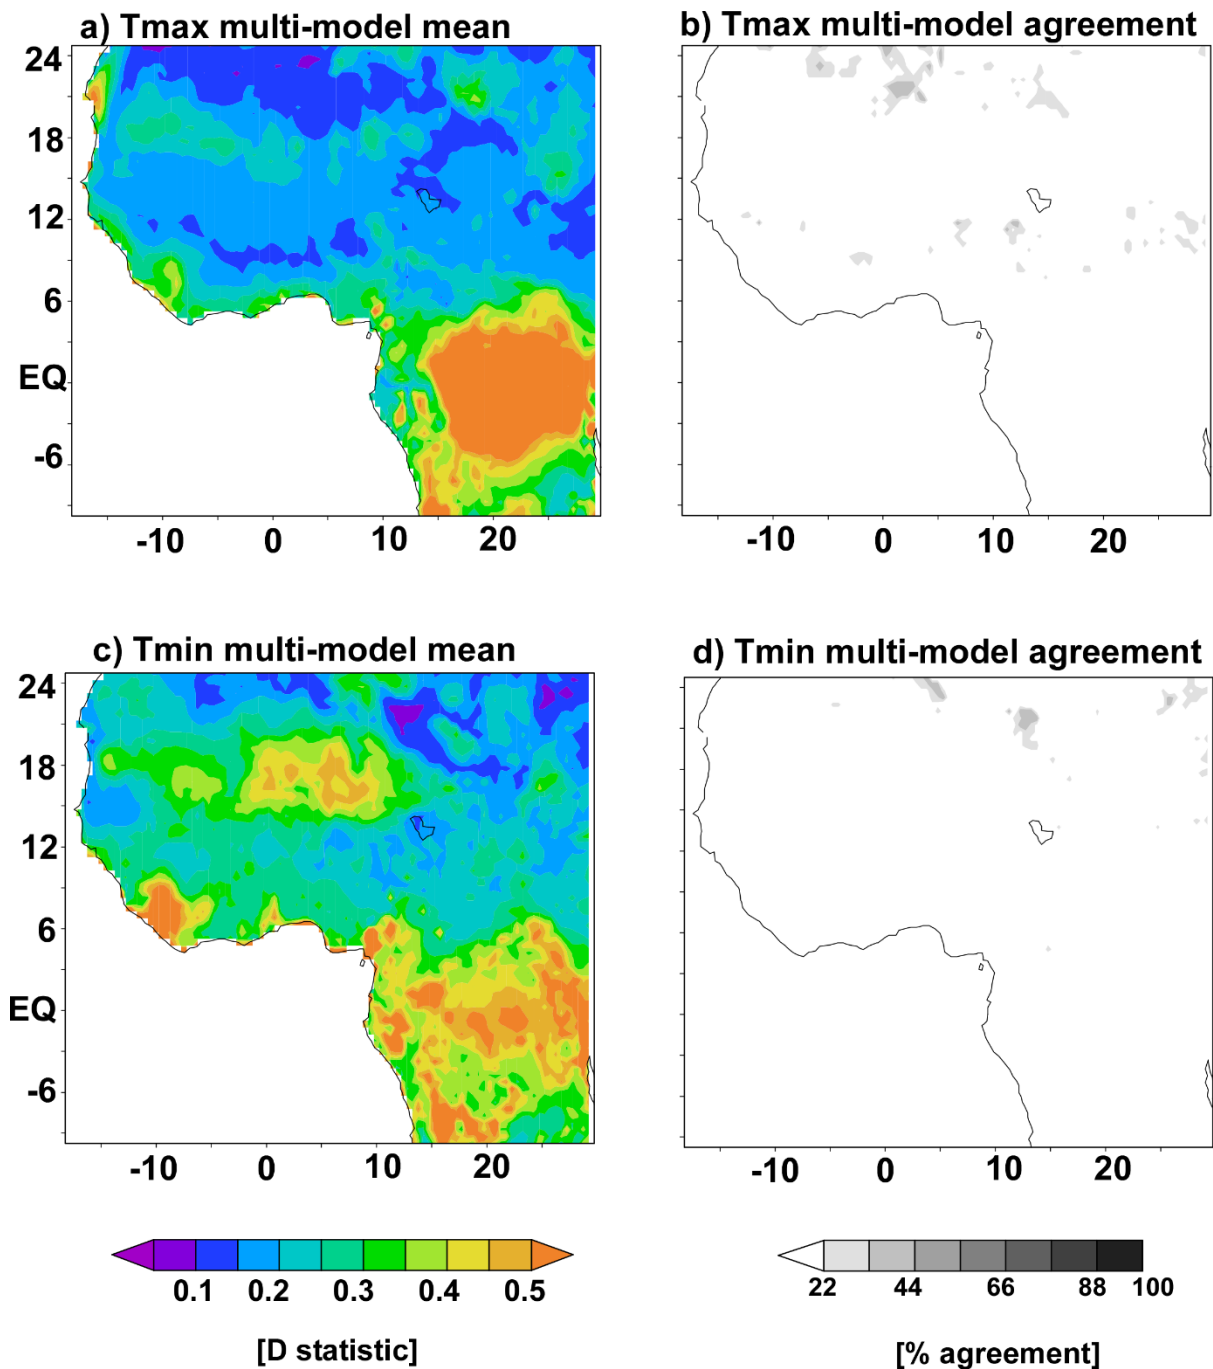 a) Tmax multi-model mean
b) Tmax multi-model agreement
24
18
12
6
EQ
-6
-10 0 10 20
-10 0 10 20
c) Tmin multi-model mean
d) Tmin multi-model agreement
24
18
12
6
EQ
-6
-10 0 10 20
-10 0 10 20
0.1 0.2 0.3 0.4 0.5
22 44 66 88 100
[D statistic]
[% agreement]